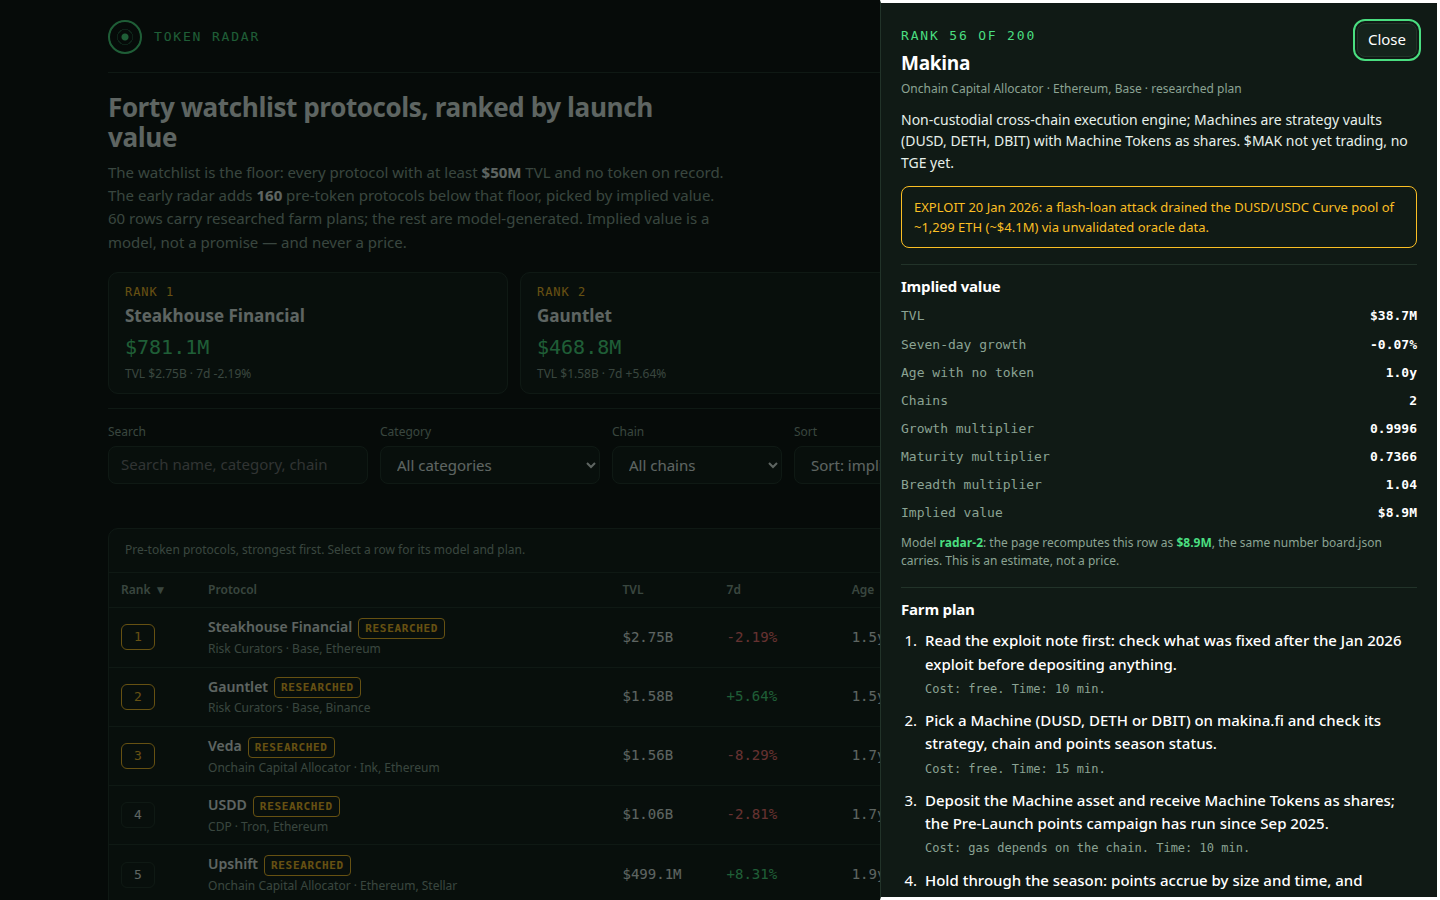 TOKEN RADAR
Forty watchlist protocols, ranked by launch
value
The watchlist is the floor: every protocol with at least $50M TVL and no token on record.
The early radar adds 160 pre-token protocols below that floor, picked by implied value.
60 rows carry researched farm plans; the rest are model-generated. Implied value is a
model, not a promise — and never a price.
RANK 1
Steakhouse Financial
$781.1M
TVL $2.75B · 7d -2.19%
RANK 2
Gauntlet
$468.8M
TVL $1.58B · 7d +5.64%
Search
Category
Chain
Sort
Search name, category, chain
All categories
All chains
Sort: impl
Pre-token protocols, strongest first. Select a row for its model and plan.
Rank ▼ Protocol TVL 7d Age
1 Steakhouse Financial RESEARCHED $2.75B -2.19% 1.5y
Risk Curators · Base, Ethereum
2 Gauntlet RESEARCHED $1.58B +5.64% 1.5y
Risk Curators · Base, Binance
3 Veda RESEARCHED $1.56B -8.29% 1.7y
Onchain Capital Allocator · Ink, Ethereum
4 USDD RESEARCHED $1.06B -2.81% 1.7y
CDP · Tron, Ethereum
5 Upshift RESEARCHED $499.1M +8.31% 1.9y
Onchain Capital Allocator · Ethereum, Stellar
RANK 56 OF 200
Close
Makina
Onchain Capital Allocator · Ethereum, Base · researched plan
Non-custodial cross-chain execution engine; Machines are strategy vaults
(DUSD, DETH, DBIT) with Machine Tokens as shares. $MAK not yet trading, no
TGE yet.
EXPLOIT 20 Jan 2026: a flash-loan attack drained the DUSD/USDC Curve pool of
~1,299 ETH (~$4.1M) via unvalidated oracle data.
Implied value
TVL $38.7M
Seven-day growth -0.07%
Age with no token 1.0y
Chains 2
Growth multiplier 0.9996
Maturity multiplier 0.7366
Breadth multiplier 1.04
Implied value $8.9M
Model radar-2: the page recomputes this row as $8.9M, the same number board.json
carries. This is an estimate, not a price.
Farm plan
1. Read the exploit note first: check what was fixed after the Jan 2026
exploit before depositing anything.
Cost: free. Time: 10 min.
2. Pick a Machine (DUSD, DETH or DBIT) on makina.fi and check its
strategy, chain and points season status.
Cost: free. Time: 15 min.
3. Deposit the Machine asset and receive Machine Tokens as shares;
the Pre-Launch points campaign has run since Sep 2025.
Cost: gas depends on the chain. Time: 10 min.
4. Hold through the season: points accrue by size and time, and